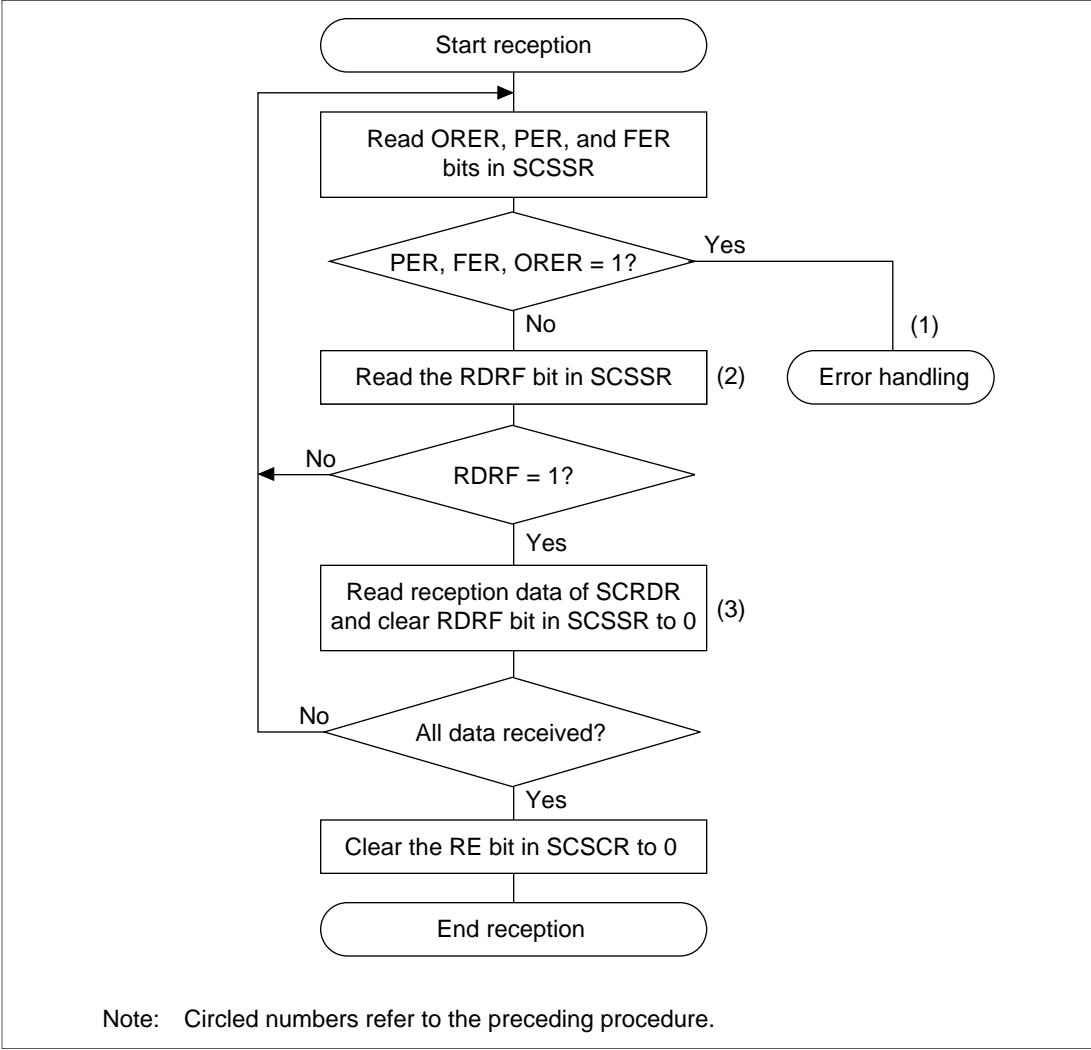 Start reception
Read ORER, PER, and FER
bits in SCSSR
PER, FER, ORER = 1?
Yes
No
(1)
Error handling
Read the RDRF bit in SCSSR
(2)
RDRF = 1?
No
Yes
Read reception data of SCRDR
and clear RDRF bit in SCSSR to 0
(3)
All data received?
No
Yes
Clear the RE bit in SCSCR to 0
End reception
Note: Circled numbers refer to the preceding procedure.